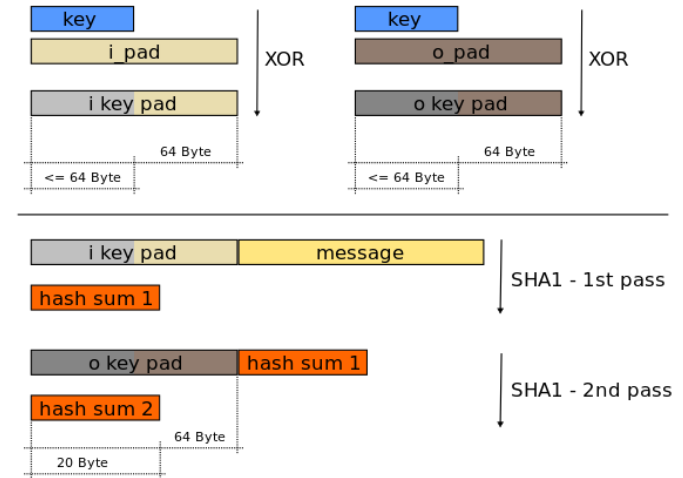 key
i_pad
XOR
i key pad
64 Byte
<= 64 Byte
key
o_pad
XOR
o key pad
64 Byte
<= 64 Byte
i key pad message
SHA1 - 1st pass
hash sum 1
o key pad hash sum 1
SHA1 - 2nd pass
hash sum 2
64 Byte
20 Byte